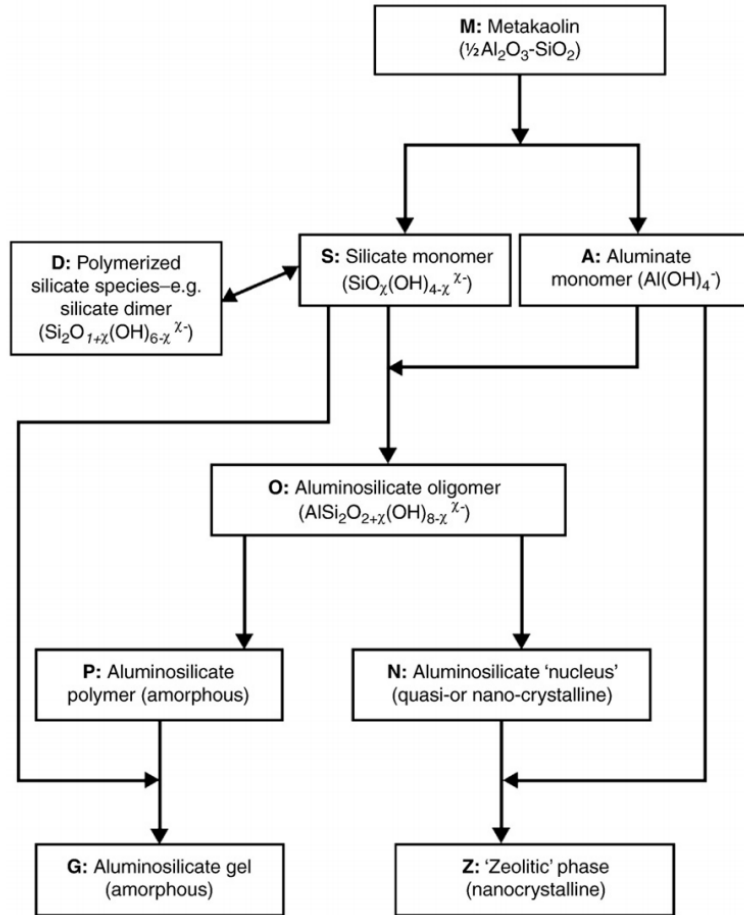 M: Metakaolin
(½Al₂O₃-SiO₂)
D: Polymerized
silicate species–e.g.
silicate dimer
(Si₂O₁₊χ(OH)₆₋χ χ-)
S: Silicate monomer
(SiOχ(OH)₄₋χ χ-)
A: Aluminate
monomer (Al(OH)₄⁻)
O: Aluminosilicate oligomer
(AlSi₂O₂₊χ(OH)₈₋χ χ-)
P: Aluminosilicate
polymer (amorphous)
N: Aluminosilicate ‘nucleus’
(quasi-or nano-crystalline)
G: Aluminosilicate gel
(amorphous)
Z: ‘Zeolitic’ phase
(nanocrystalline)